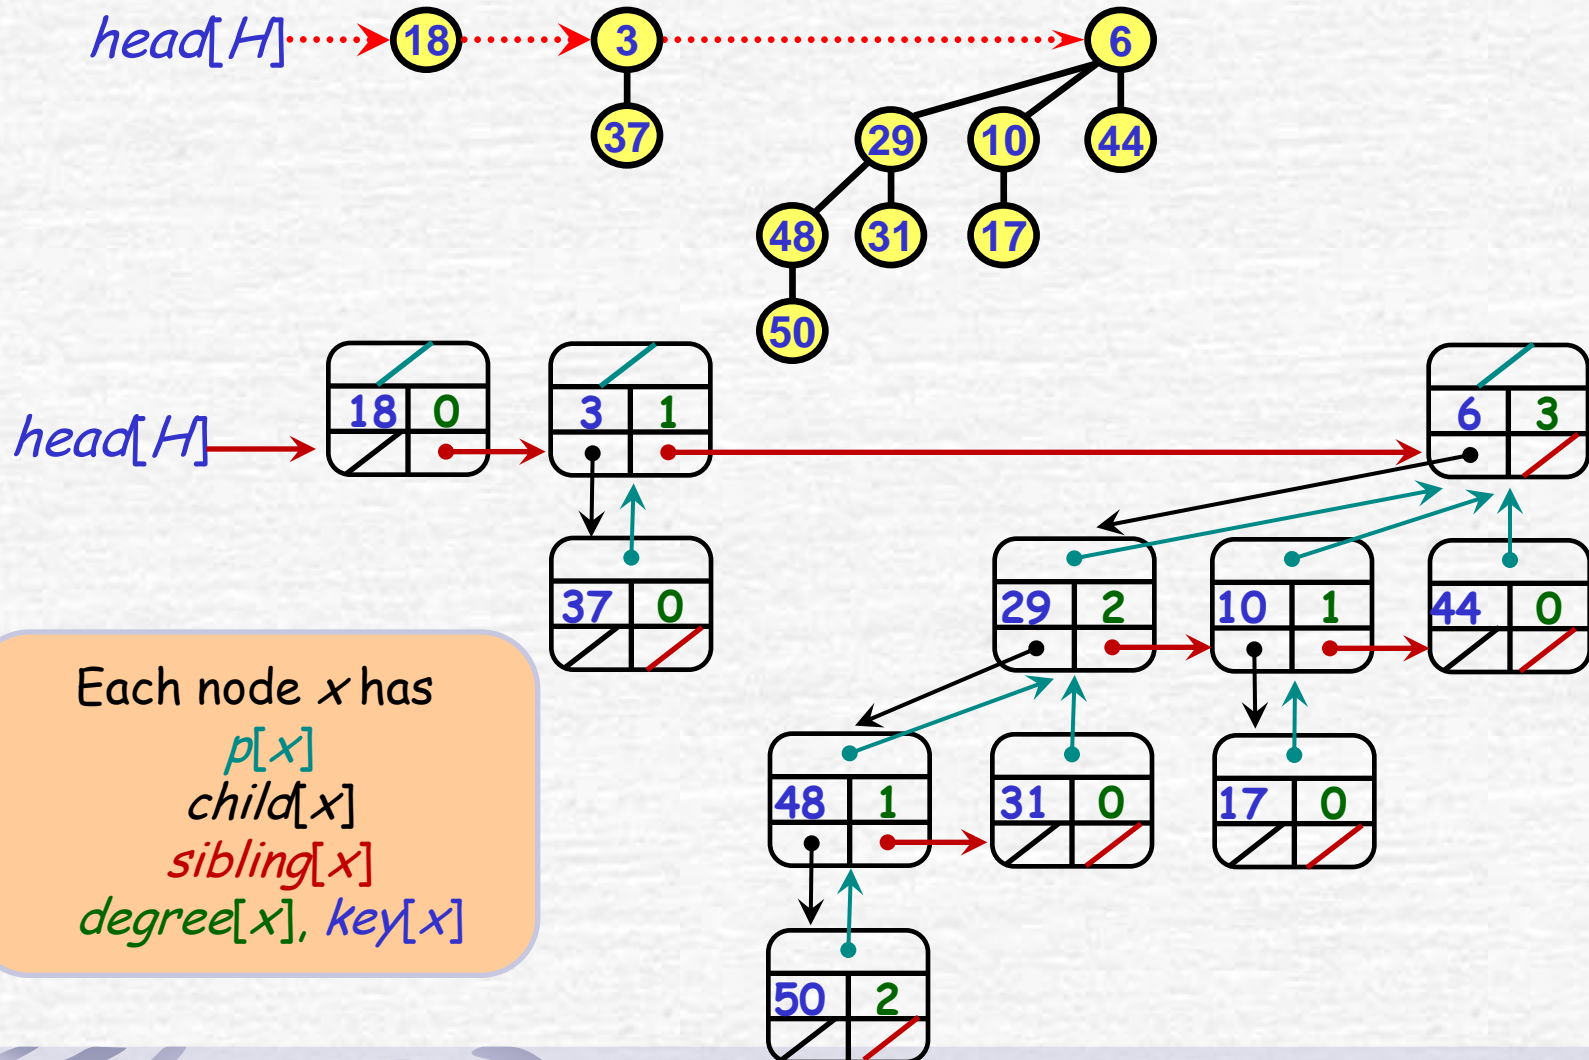 head[H] 18 3 6
37 29 10 44
48 31 17
50
head[H] 18 0 3 1 6 3
37 0 29 2 10 1 44 0
Each node x has
p[x]
child[x]
sibling[x]
degree[x], key[x]
48 1 31 0 17 0
50 2